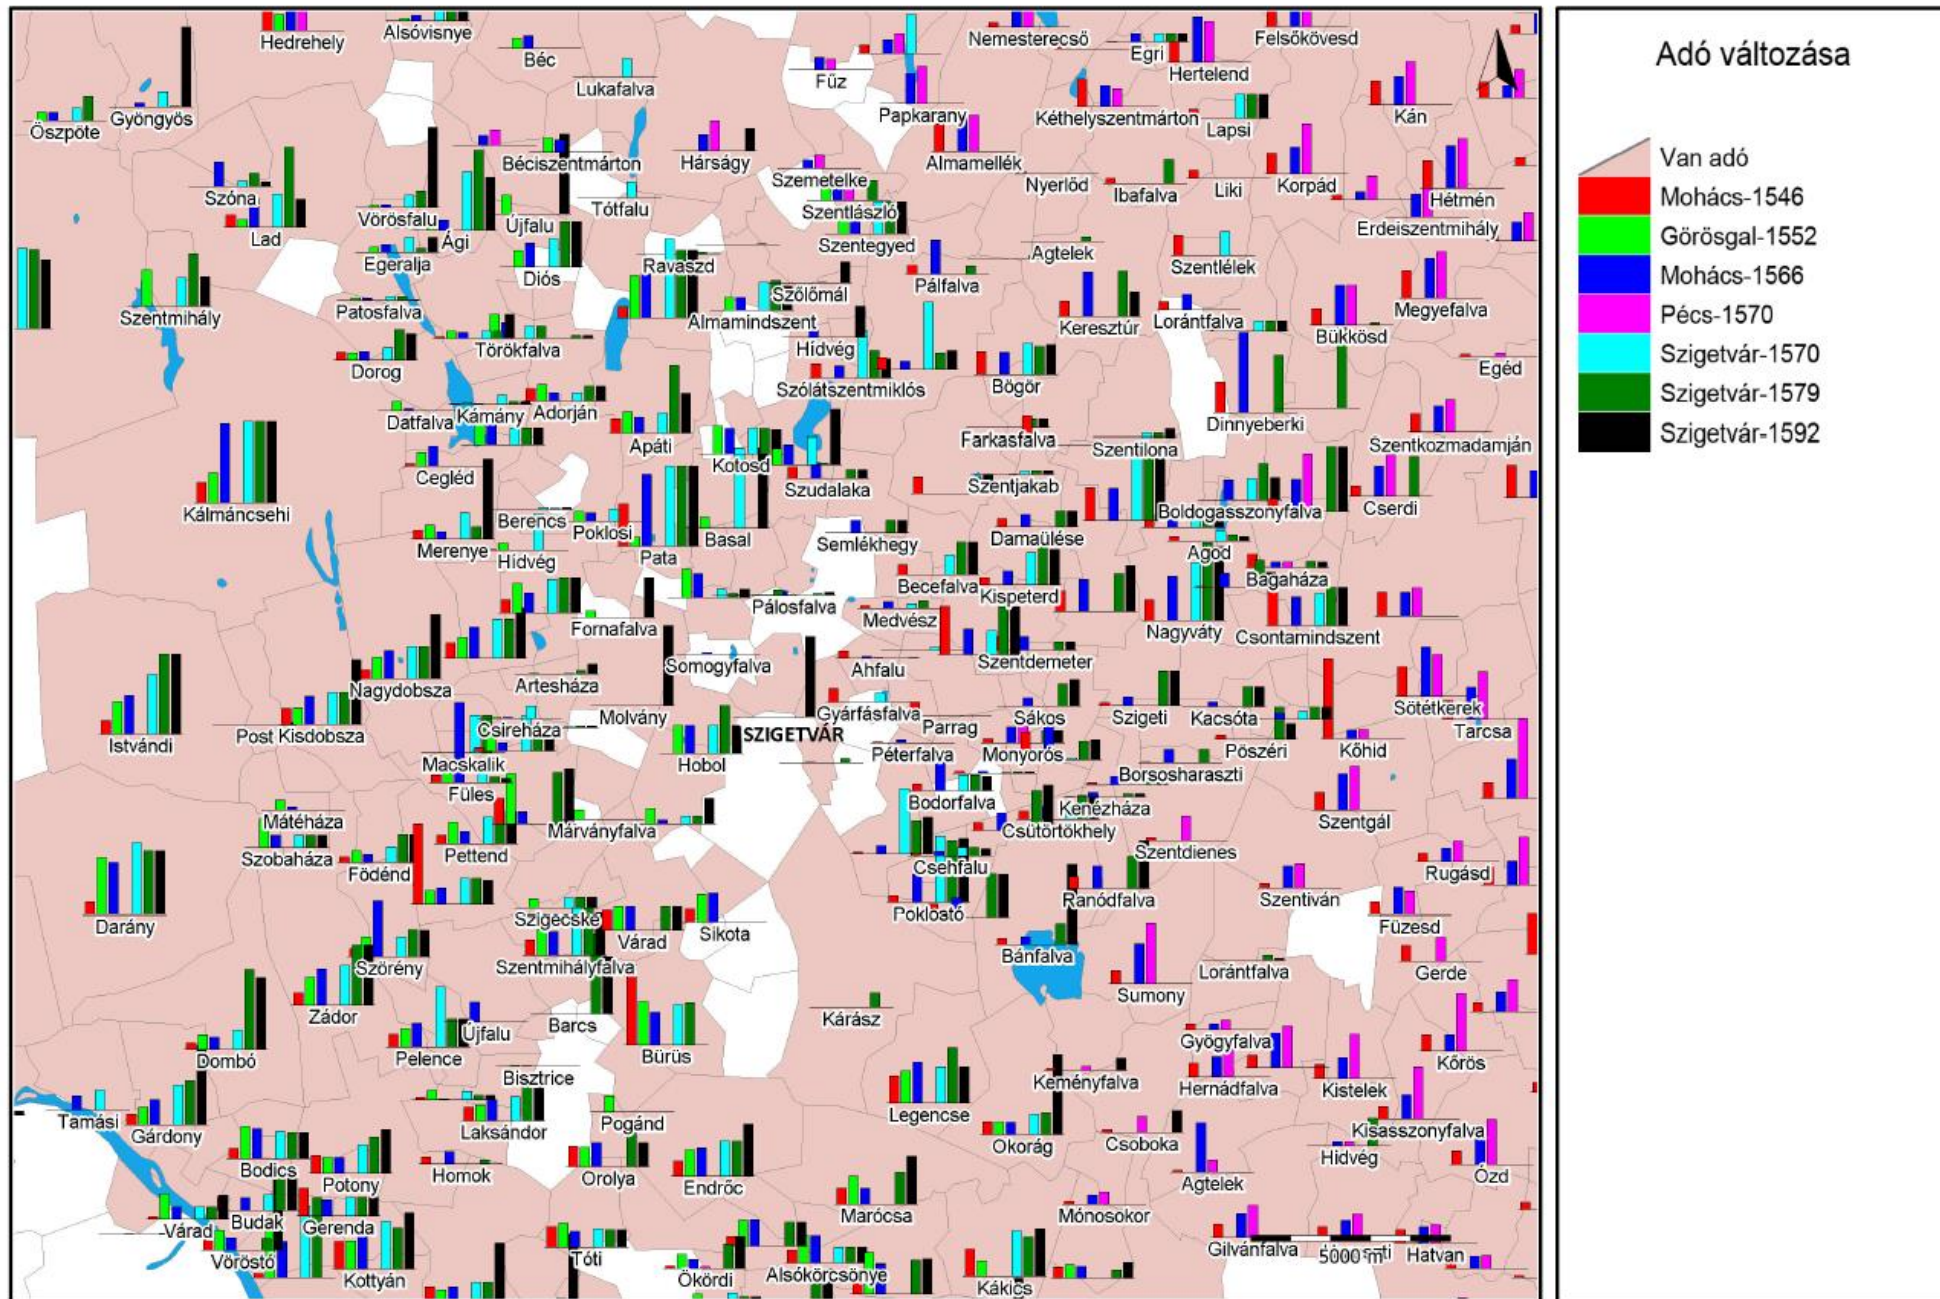 Hedrehely
Alsóvisnye
Béc
Lukafalva
Fűz
Nemesterecső
Egri
Hertelend
Felsőkövesd
Öszpöte
Gyöngyös
Papkarany
Kéthelyszentmárton
Lapsi
Kán
Szóna
Lad
Vörösfalu
Ági
Béciszentmárton
Újfalu
Tótfalu
Hárságy
Szemetelke
Szentlászló
Szentegyed
Almamellék
Nyerlőd
Ibafalva
Liki
Korpád
Hétmén
Erdeiszentmihály
Egeralja
Diós
Ravaszd
Szőlőmál
Pálfalva
Agtelek
Szentlélek
Szentmihály
Patosfalva
Törökfalva
Almamindszent
Hídvég
Keresztúr
Lorántfalva
Bükkösd
Megyefalva
Dorog
Szólátszentmiklós
Bögör
Egéd
Datfalva
Kámány
Adorján
Apáti
Kotosd
Farkasfalva
Szentilona
Dinnyeberki
Szentkozmadamján
Kálmáncsehi
Cegléd
Szudalaka
Szentjakab
Boldogasszonyfalva
Cserdi
Merenye
Berencs
Hídvég
Poklosi
Pata
Basal
Semlékhegy
Damaülése
Agod
Bagaháza
Fornafalva
Pálosfalva
Becefalva
Kispeterd
Medvész
Nagyváty
Csontamindszent
Nagydobsza
Artesháza
Somogyfalva
Ahfalu
Szentdemeter
Istvándi
Post Kisdobsza
Csireháza
Molvány
Gyárfásfalva
Parrag
Sákos
Szigeti
Kacsóta
Sötétkerek
Tarcsa
Macskalik
Füles
Hobol
SZIGETVÁR
Péterfalva
Monyorós
Borsosharaszti
Pöszéri
Kőhid
Mátéháza
Szobaháza
Födénd
Pettend
Márványfalva
Bodorfalva
Csütörtökhely
Kenézháza
Szentgál
Szentdienes
Csehfalu
Rugásd
Darány
Szigecske
Várad
Sikota
Poklostó
Ranódfalva
Szentiván
Füzesd
Szörény
Szentmihályfalva
Bánfalva
Sumony
Lorántfalva
Gerde
Zádor
Barcs
Kárász
Dombó
Pelence
Újfalu
Bürüs
Gyögyfalva
Kőrös
Bisztrice
Keményfalva
Hernádfalva
Kistelek
Tamási
Gárdony
Laksándor
Pogánd
Legencse
Okorág
Csoboka
Kisasszonyfalva
Hidvég
Bodics
Potony
Homok
Orolya
Endrőc
Agtelek
Ózd
Várad
Budak
Gerenda
Marócsa
Mónosokor
Vöröstó
Kottyán
Tóti
Ökördi
Alsókörcsönye
Kákics
Gilvánfalva
5000 m
Hatvan
Adó változása
Van adó
Mohács-1546
Görösgal-1552
Mohács-1566
Pécs-1570
Szigetvár-1570
Szigetvár-1579
Szigetvár-1592